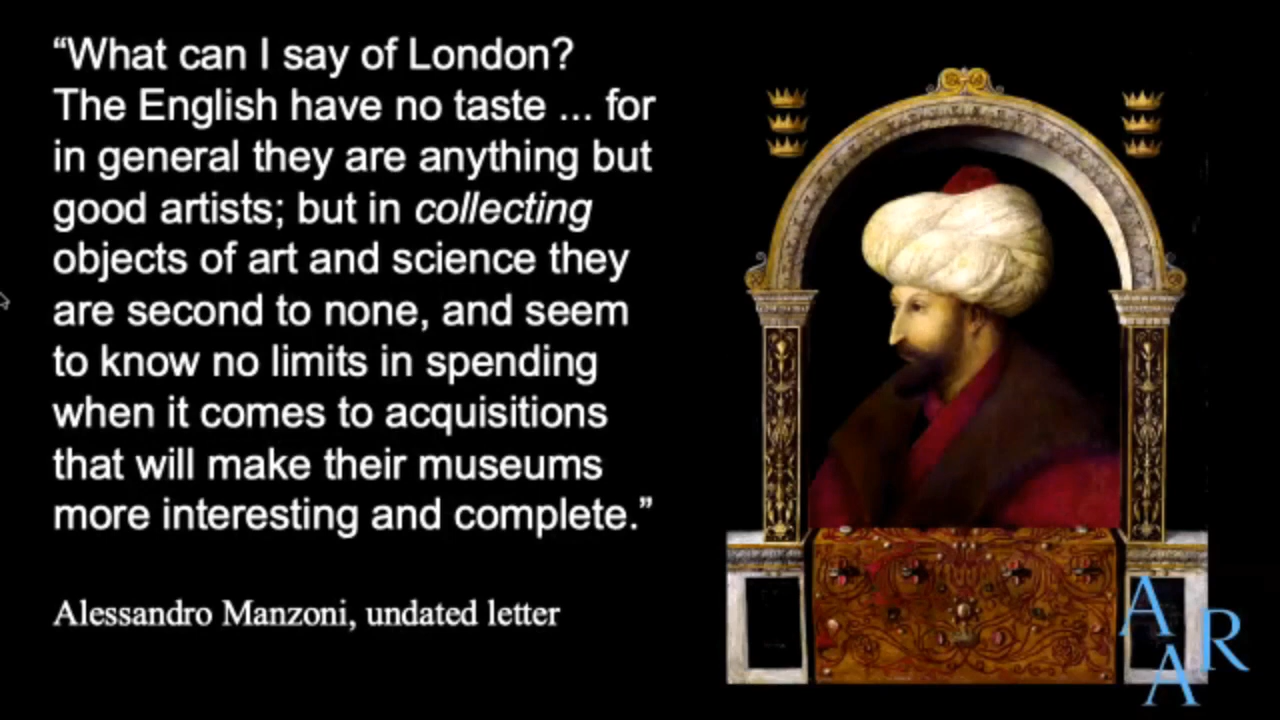 “What can I say of London?
The English have no taste ... for
in general they are anything but
good artists; but in collecting
objects of art and science they
are second to none, and seem
to know no limits in spending
when it comes to acquisitions
that will make their museums
more interesting and complete.”
Alessandro Manzoni, undated letter
AAR